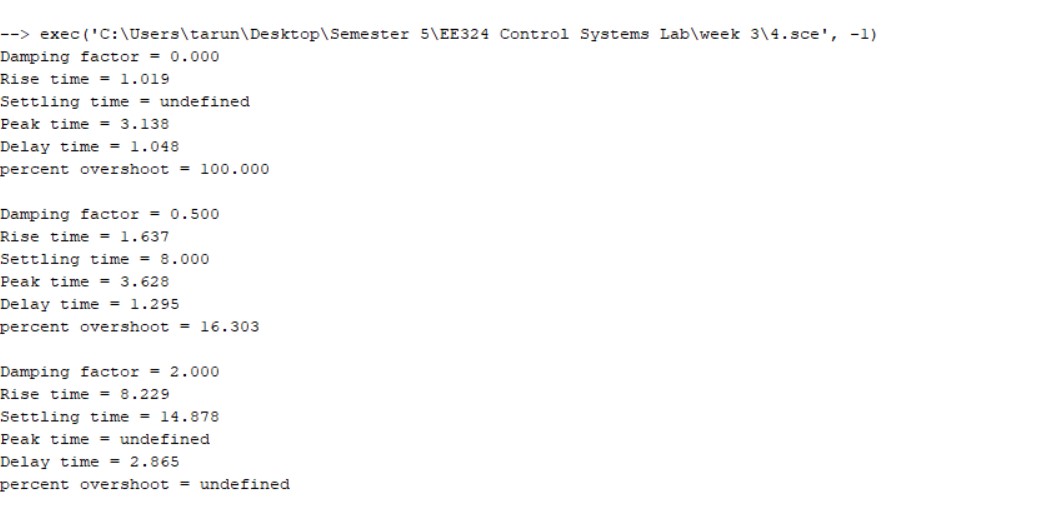 --> exec('C:\Users\tarun\Desktop\Semester 5\EE324 Control Systems Lab\week 3\4.sce', -1)
Damping factor = 0.000
Rise time = 1.019
Settling time = undefined
Peak time = 3.138
Delay time = 1.048
percent overshoot = 100.000
Damping factor = 0.500
Rise time = 1.637
Settling time = 8.000
Peak time = 3.628
Delay time = 1.295
percent overshoot = 16.303
Damping factor = 2.000
Rise time = 8.229
Settling time = 14.878
Peak time = undefined
Delay time = 2.865
percent overshoot = undefined